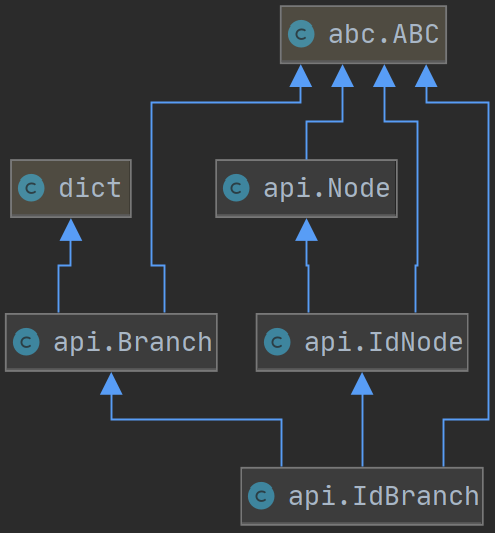 C abc.ABC
C dict
C api.Node
C api.Branch
C api.IdNode
C api.IdBranch